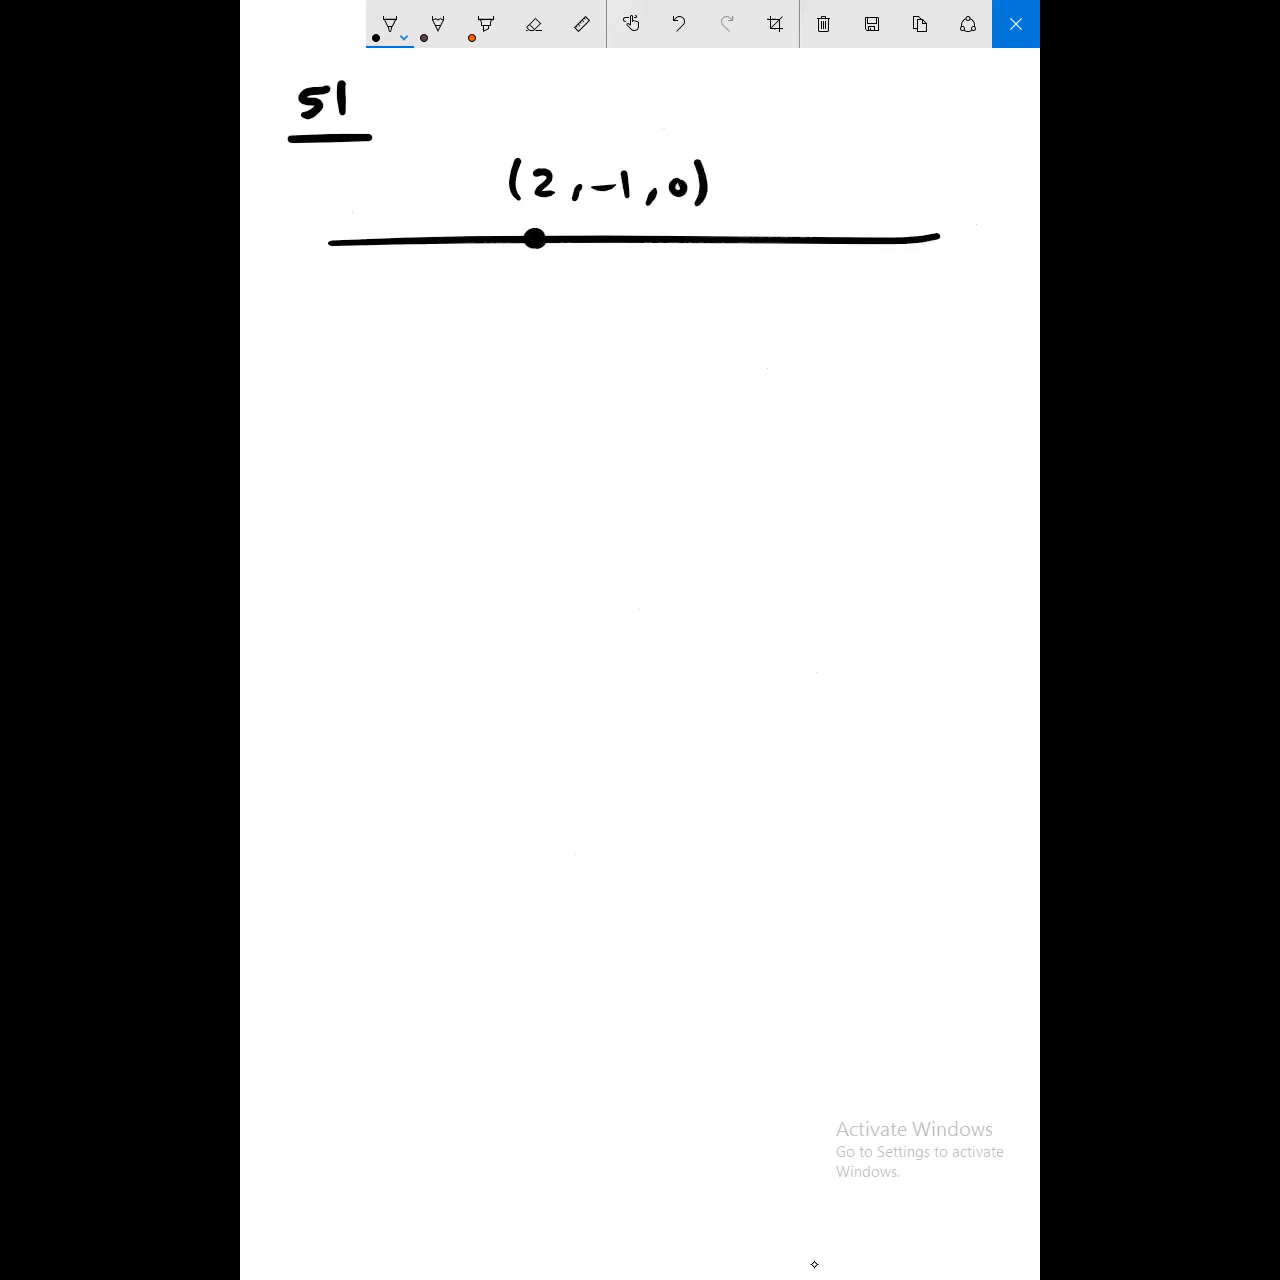 51
(2, -1, 0)
Activate Windows
Go to Settings to activate
Windows.